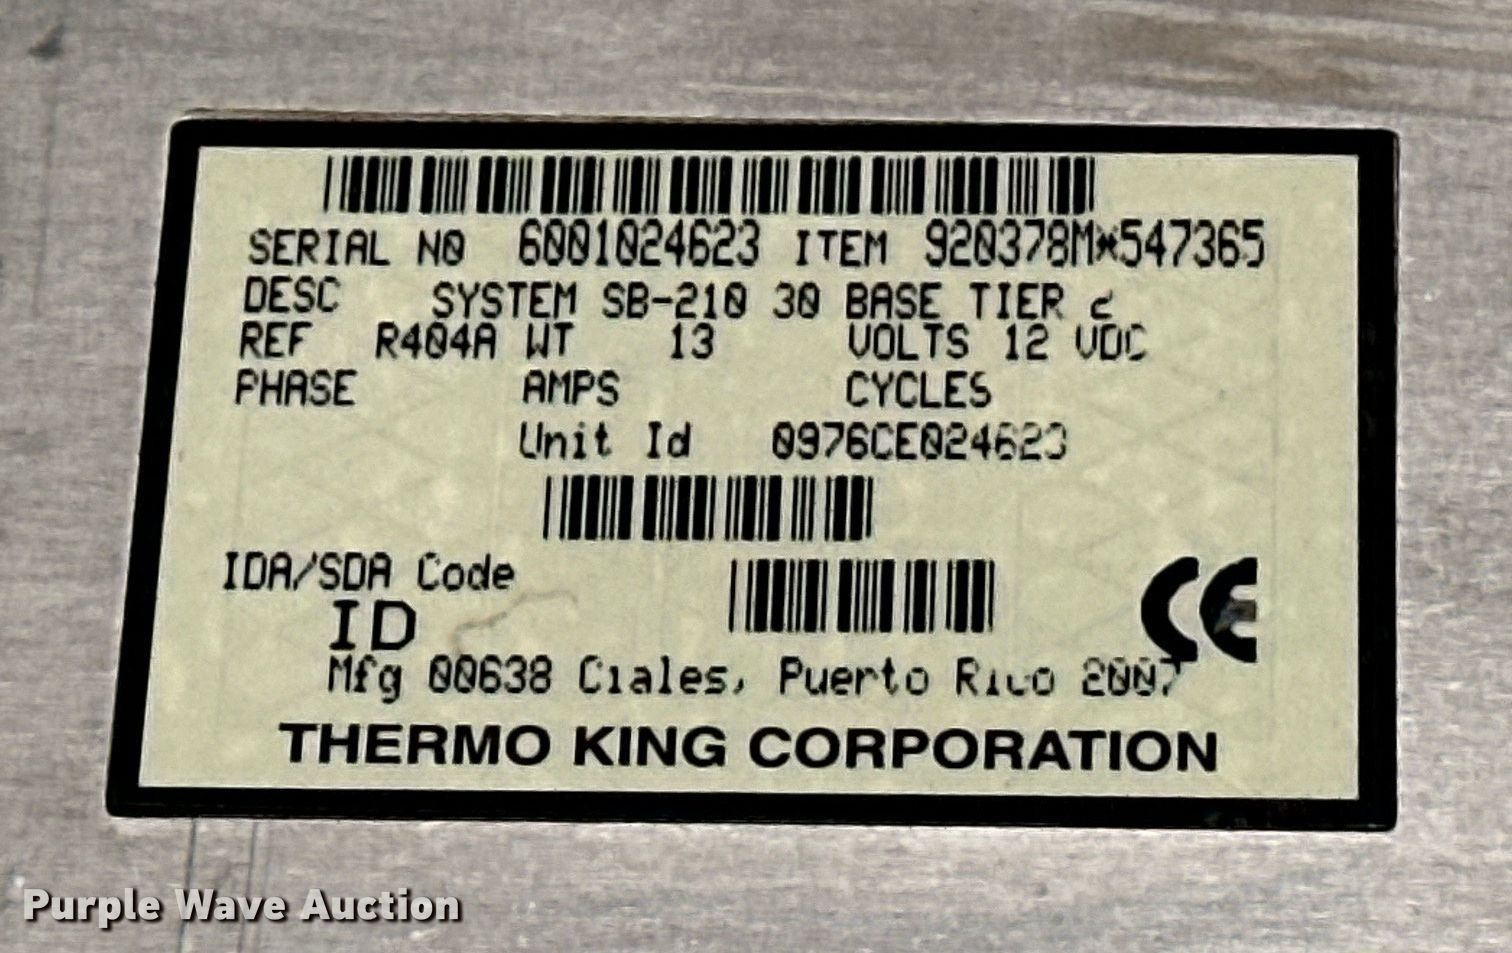 SERIAL NO 6001024623 ITEM 920378M*547365
DESC SYSTEM SB-210 30 BASE TIER 2
REF R404A WT 13 VOLTS 12 VDC
PHASE AMPS CYCLES
Unit Id 0976CE024623
IDA/SDA Code
ID
CE
Mfg 00638 Ciales, Puerto Rico 2007
THERMO KING CORPORATION
Purple Wave Auction